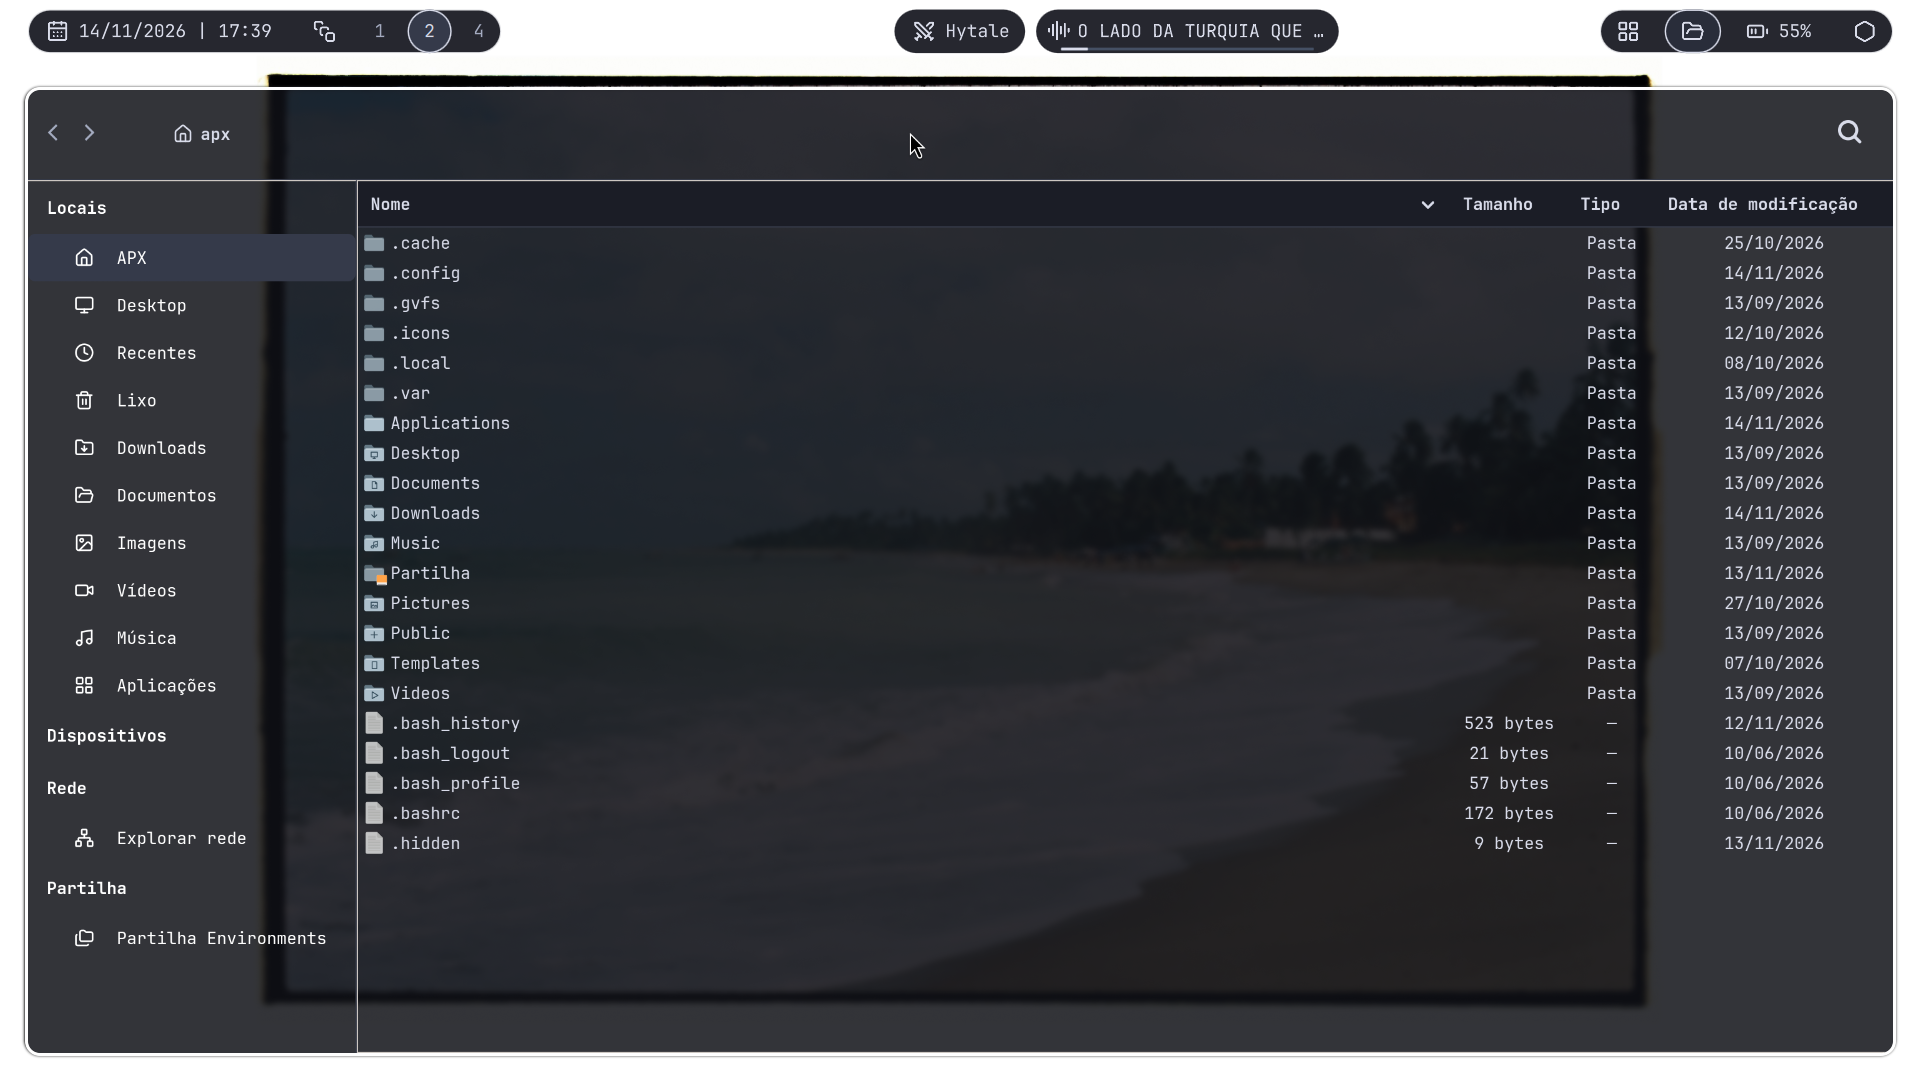 14/11/2026 | 17:39 1 2 4 Hytale O LADO DA TURQUIA QUE … 55%
apx
Locais
APX
Desktop
Recentes
Lixo
Downloads
Documentos
Imagens
Vídeos
Música
Aplicações
Dispositivos
Rede
Explorar rede
Partilha
Partilha Environments
Nome Tamanho Tipo Data de modificação
.cache Pasta 25/10/2026
.config Pasta 14/11/2026
.gvfs Pasta 13/09/2026
.icons Pasta 12/10/2026
.local Pasta 08/10/2026
.var Pasta 13/09/2026
Applications Pasta 14/11/2026
Desktop Pasta 13/09/2026
Documents Pasta 13/09/2026
Downloads Pasta 14/11/2026
Music Pasta 13/09/2026
Partilha Pasta 13/11/2026
Pictures Pasta 27/10/2026
Public Pasta 13/09/2026
Templates Pasta 07/10/2026
Videos Pasta 13/09/2026
.bash_history 523 bytes — 12/11/2026
.bash_logout 21 bytes — 10/06/2026
.bash_profile 57 bytes — 10/06/2026
.bashrc 172 bytes — 10/06/2026
.hidden 9 bytes — 13/11/2026